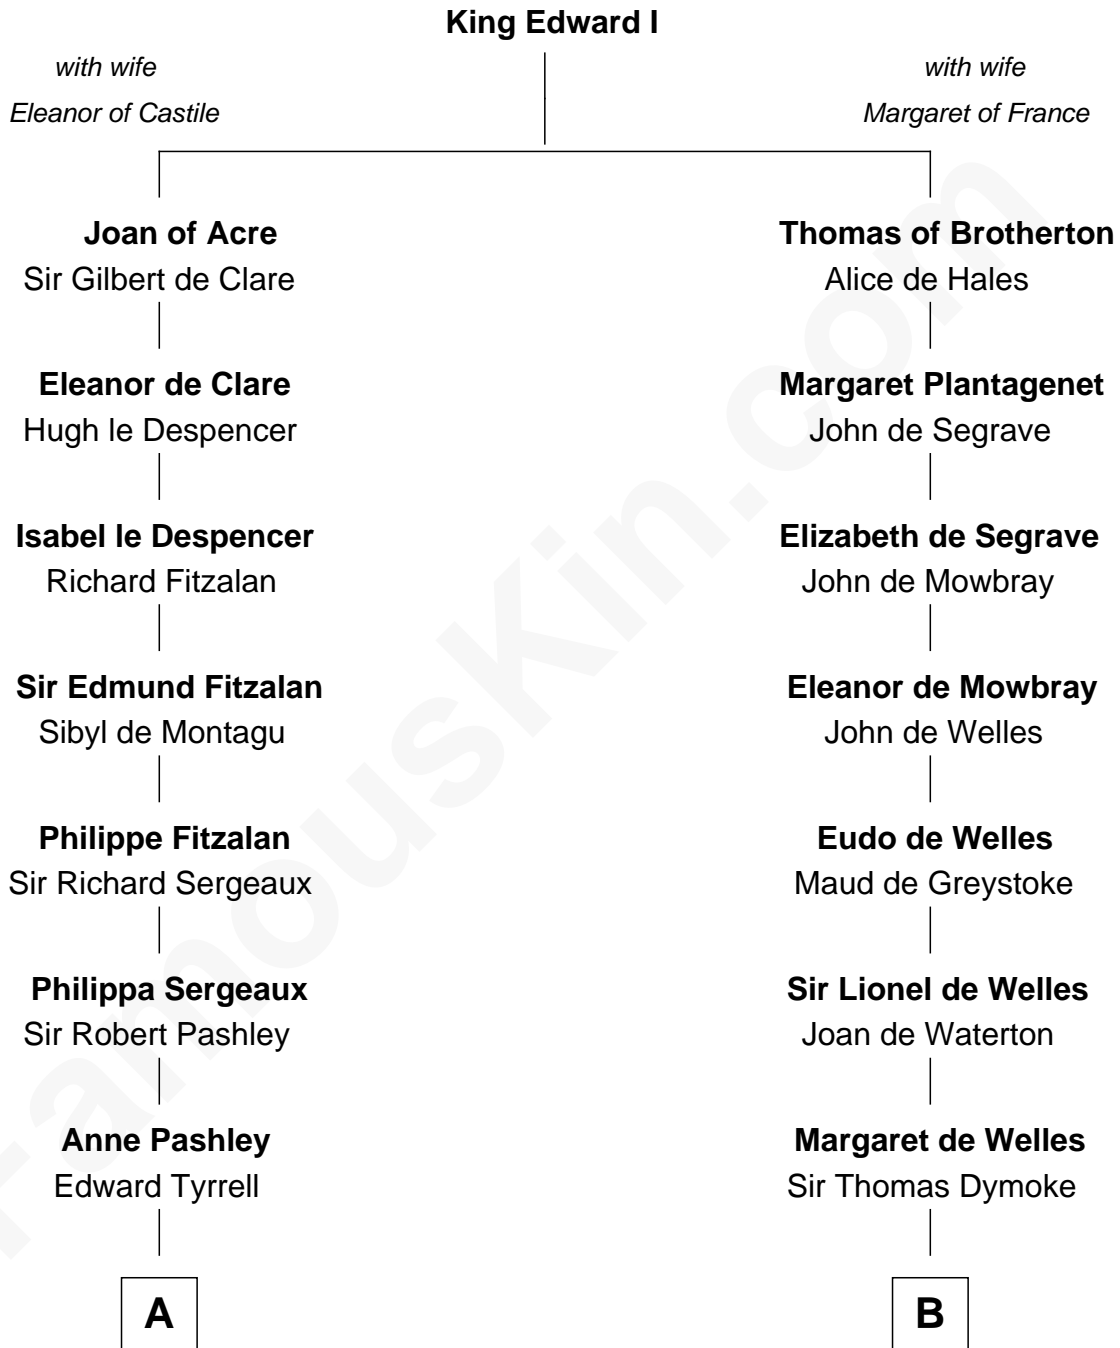 King Edward I
with wife
Eleanor of Castile
with wife
Margaret of France
Joan of Acre
Sir Gilbert de Clare
Eleanor de Clare
Hugh le Despencer
Isabel le Despencer
Richard Fitzalan
Sir Edmund Fitzalan
Sibyl de Montagu
Philippe Fitzalan
Sir Richard Sergeaux
Philippa Sergeaux
Sir Robert Pashley
Anne Pashley
Edward Tyrrell
A
Thomas of Brotherton
Alice de Hales
Margaret Plantagenet
John de Segrave
Elizabeth de Segrave
John de Mowbray
Eleanor de Mowbray
John de Welles
Eudo de Welles
Maud de Greystoke
Sir Lionel de Welles
Joan de Waterton
Margaret de Welles
Sir Thomas Dymoke
B
FamousKin.com